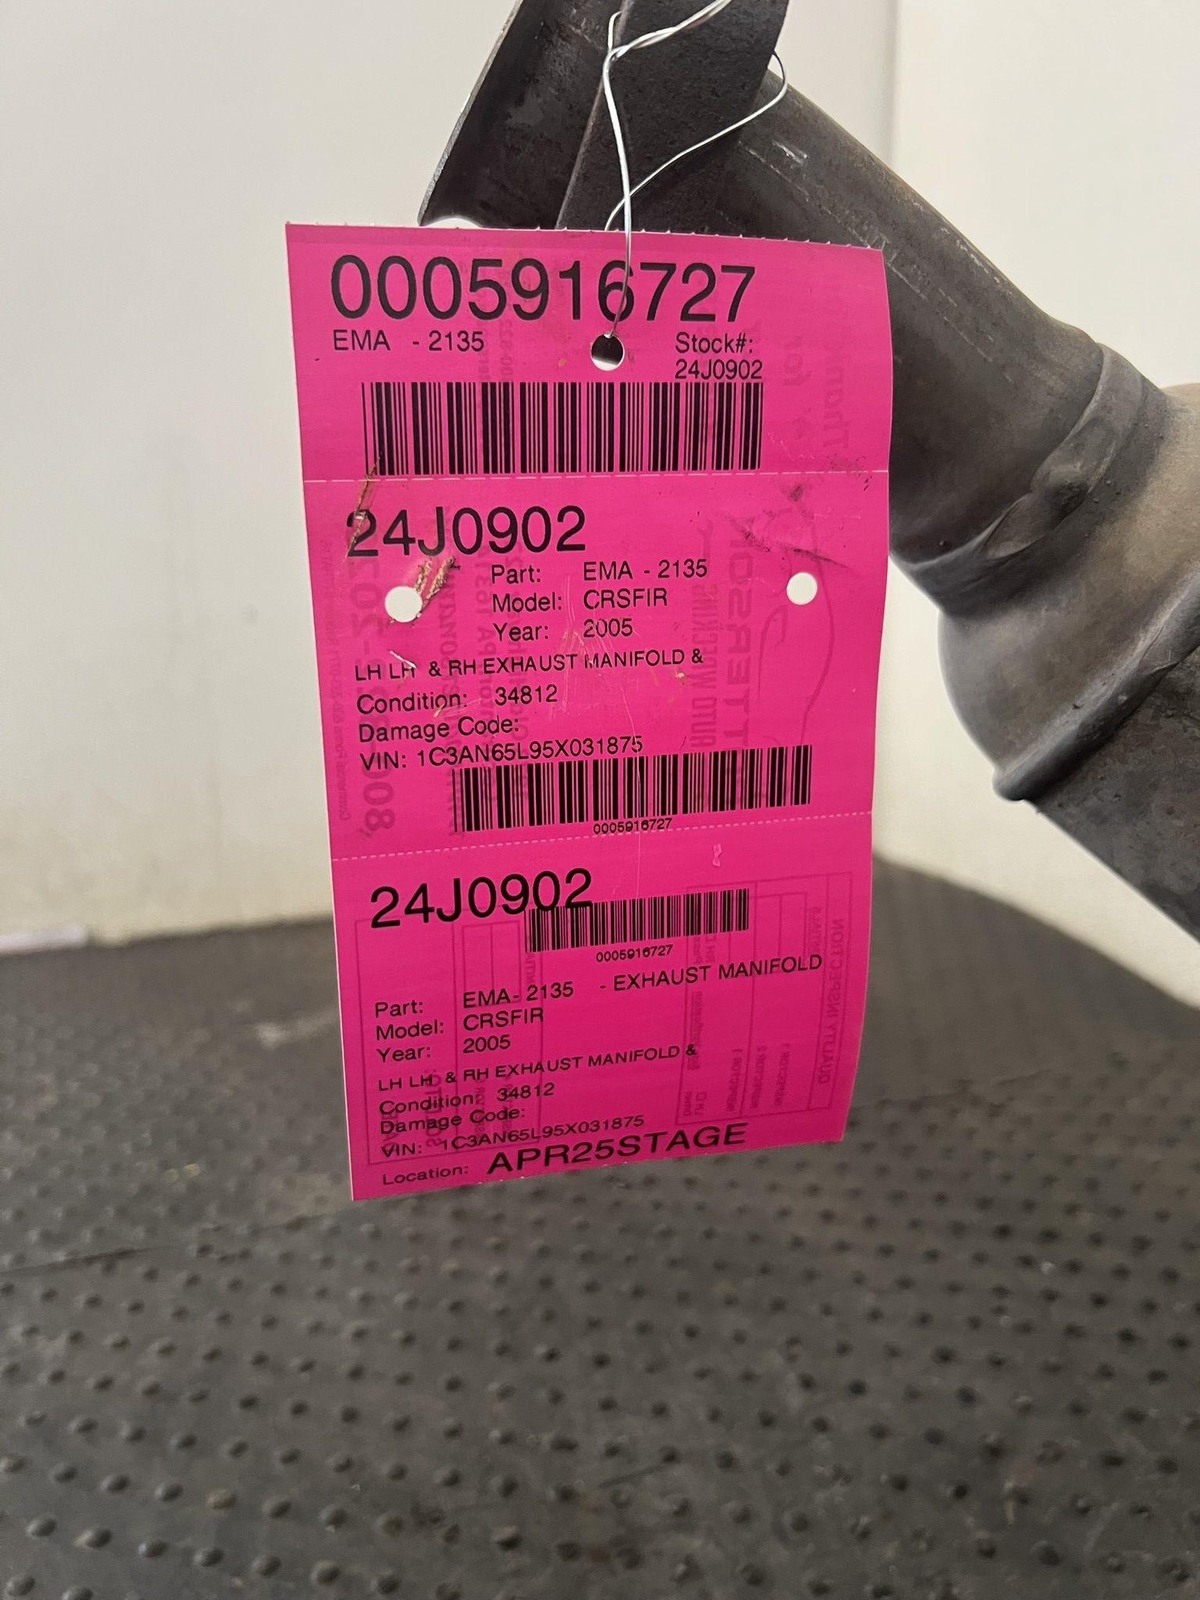 0005916727
EMA - 2135
Stock#:
24J0902
24J0902
Part: EMA - 2135
Model: CRSFIR
Year: 2005
LH LH & RH EXHAUST MANIFOLD &
Condition: 34812
Damage Code:
VIN: 1C3AN65L95X031875
0005916727
24J0902
0005916727
Part: EMA - 2135 - EXHAUST MANIFOLD
Model: CRSFIR
Year: 2005
LH LH & RH EXHAUST MANIFOLD &
Condition: 34812
Damage Code:
VIN: 1C3AN65L95X031875
Location: APR25STAGE